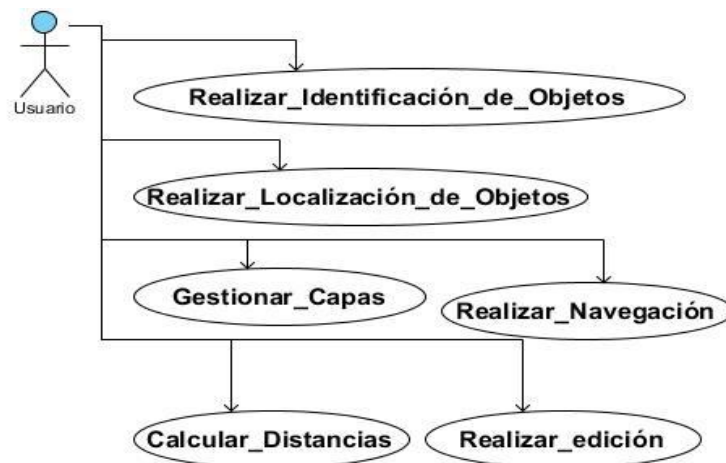 Usuario
Realizar_Identificación_de_Objetos
Realizar_Localización_de_Objetos
Gestionar_Capas
Realizar_Navegación
Calcular_Distancias
Realizar_edición